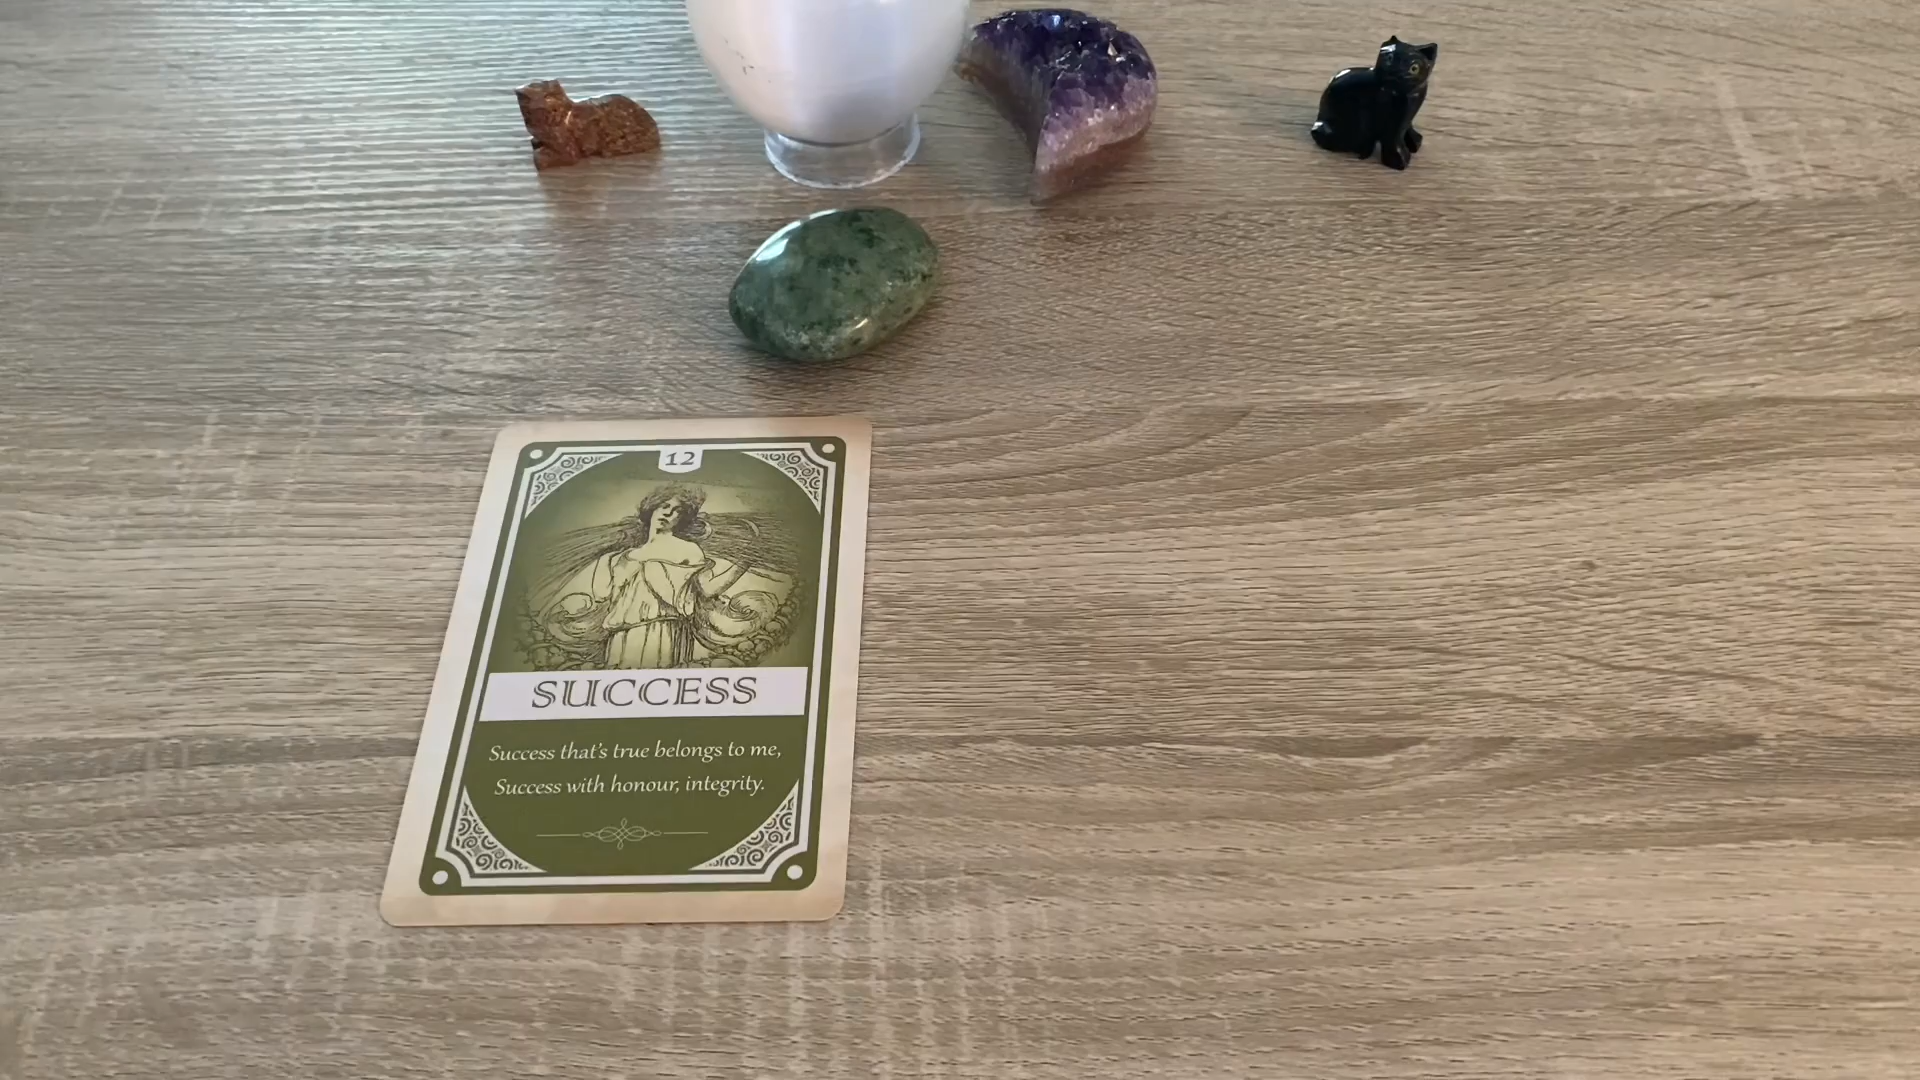 12
SUCCESS
Success that's true belongs to me,
Success with honour, integrity.